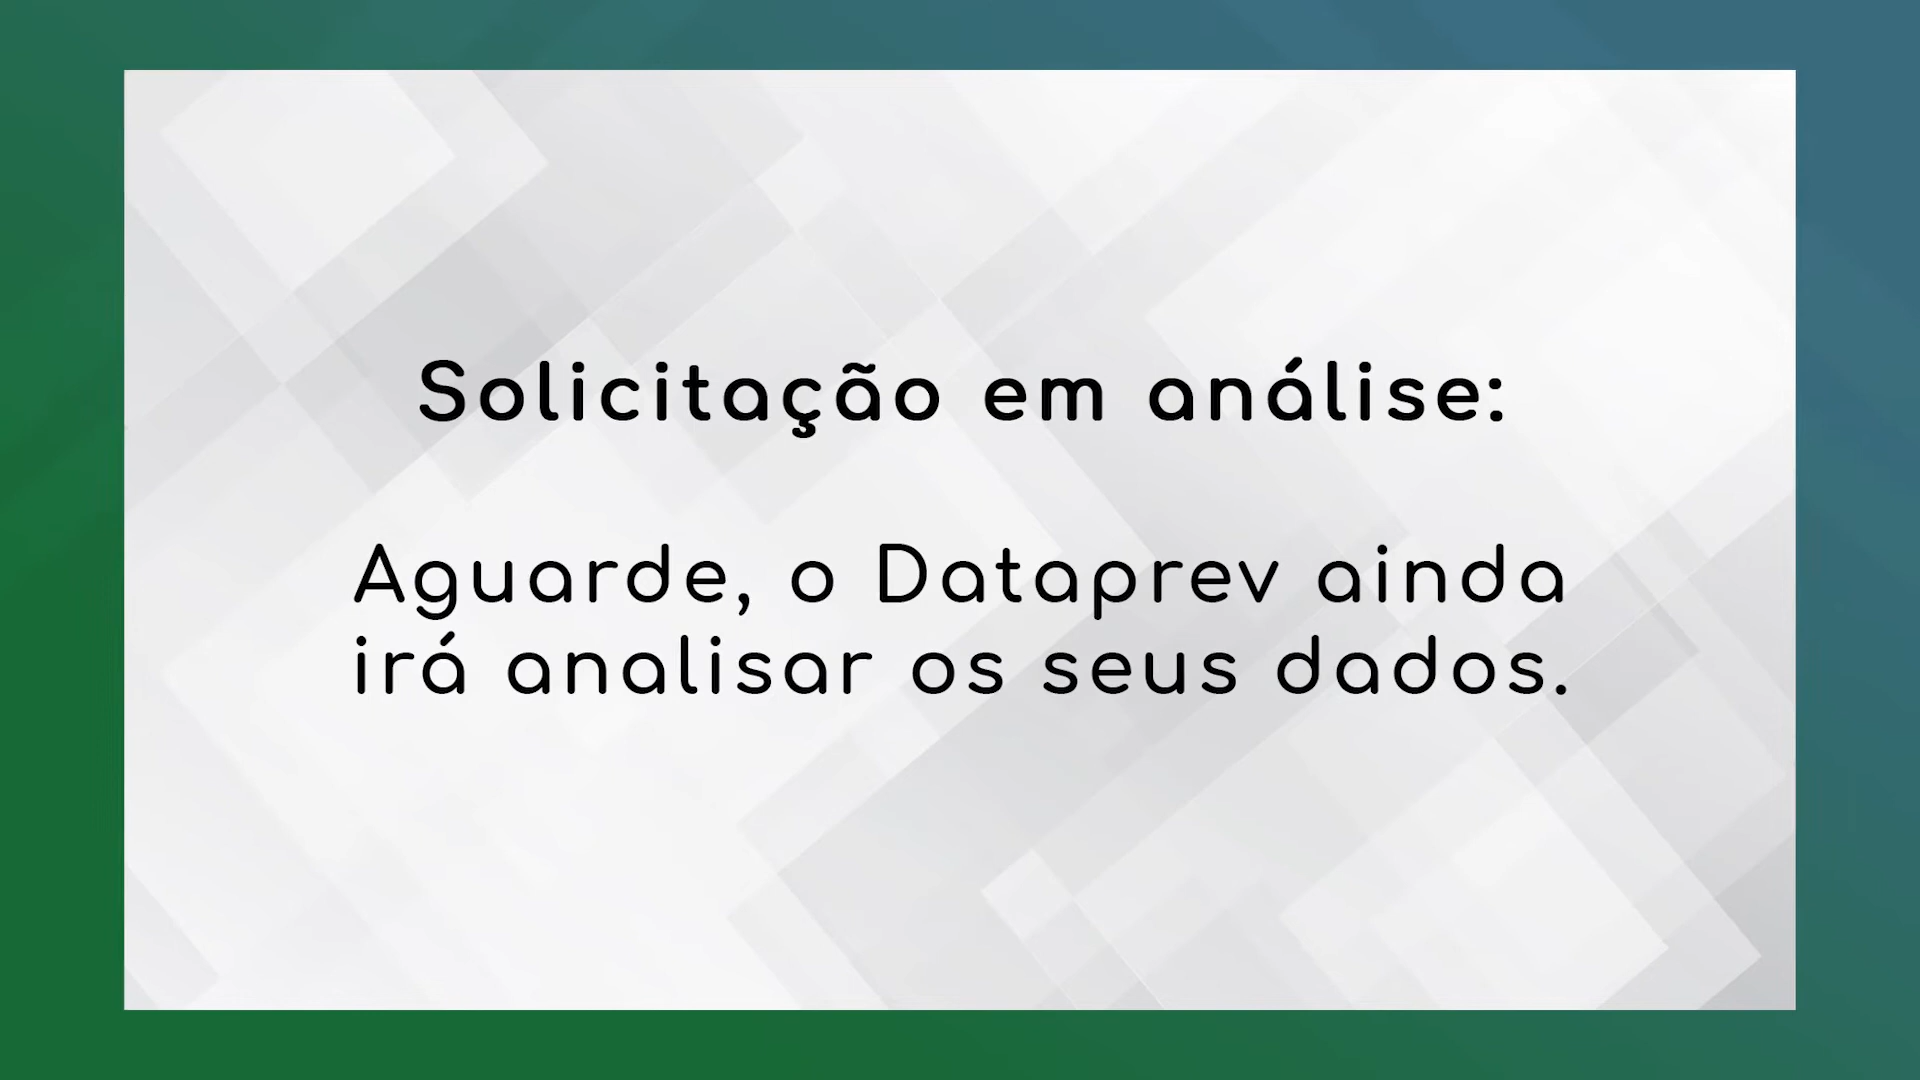 Solicitação em análise:
Aguarde, o Dataprev ainda
irá analisar os seus dados.